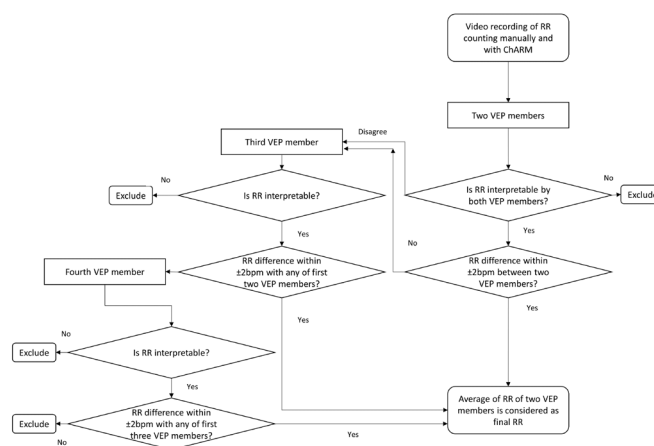 Video recording of RR
counting manually and
with ChARM
Two VEP members
Disagree
Third VEP member
No
Exclude
Is RR interpretable?
Is RR interpretable by
both VEP members?
No
Exclude
Yes
Yes
No
Fourth VEP member
RR difference within
±2bpm with any of first
two VEP members?
RR difference within
±2bpm between two
VEP members?
Yes
Yes
No
Exclude
Is RR interpretable?
Yes
Average of RR of two VEP
members is considered as
final RR
Exclude
RR difference within
±2bpm with any of first
three VEP members?
No
Yes